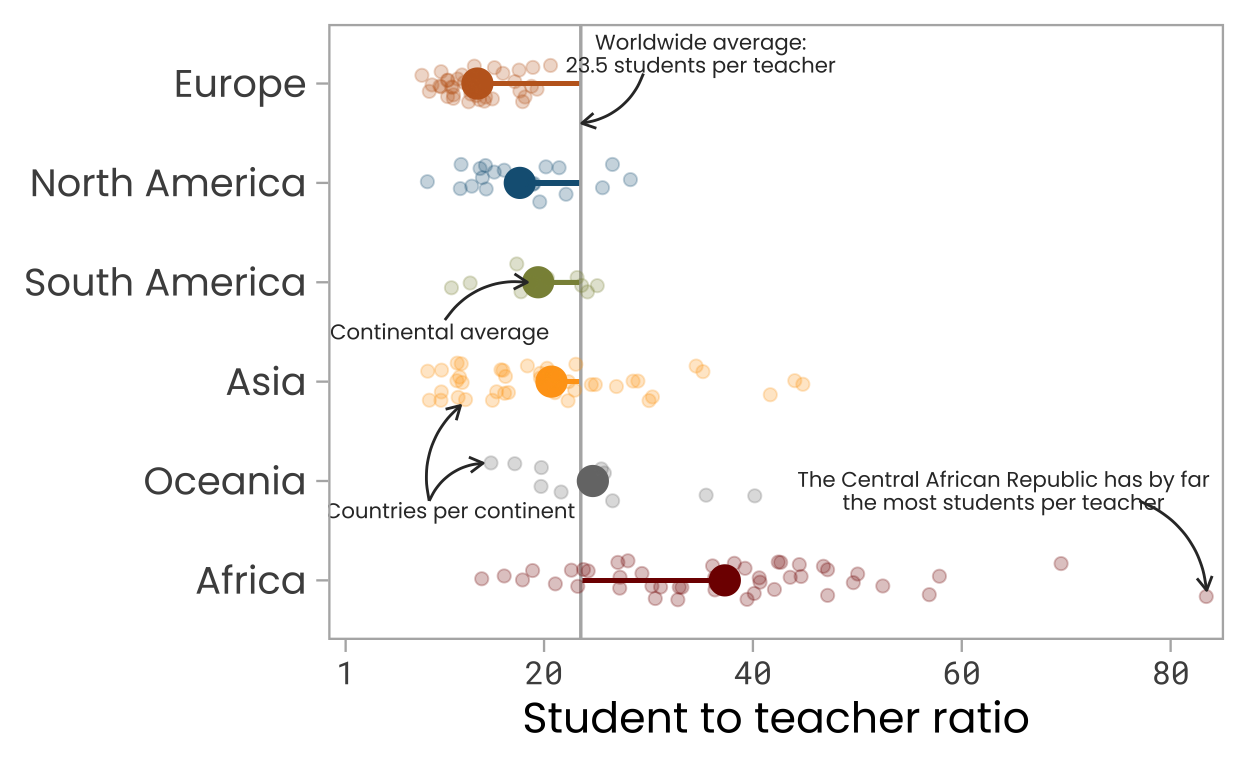 Worldwide average:
23.5 students per teacher
Europe
North America
South America
Continental average
Asia
Oceania
The Central African Republic has by far
the most students per teacher
Countries per continent
Africa
1 20 40 60 80
Student to teacher ratio